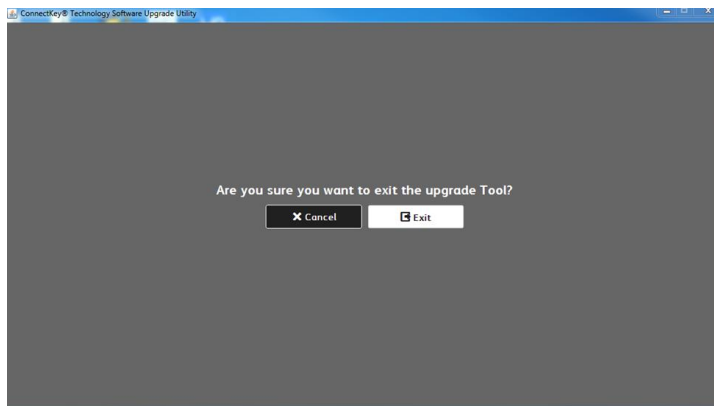 ConnectKey® Technology Software Upgrade Utility
Are you sure you want to exit the upgrade Tool?
Cancel
Exit